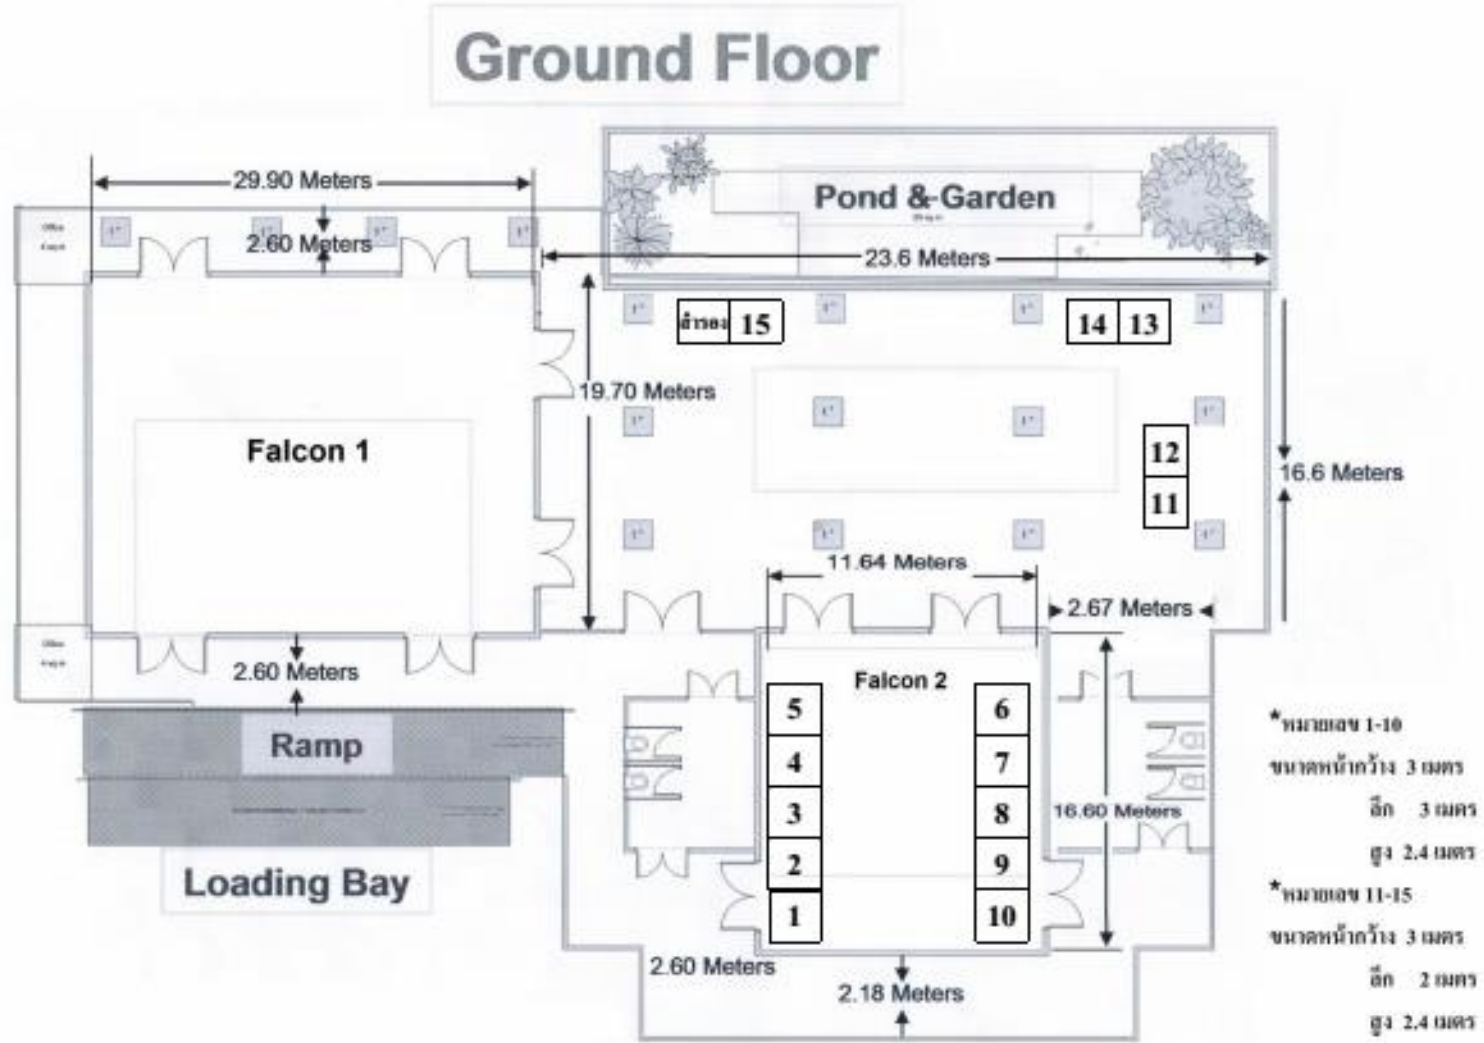 Ground Floor
29.90 Meters
2.60 Meters
Pond & Garden
23.6 Meters
สำรอง 15
14 13
19.70 Meters
Falcon 1
12
11
16.6 Meters
11.64 Meters
2.67 Meters
2.60 Meters
Falcon 2
Ramp
5 6
4 7
3 8
2 9
1 10
16.60 Meters
Loading Bay
2.60 Meters
2.18 Meters
*หมายเลข 1-10
ขนาดหน้ากว้าง 3 เมตร
ลึก 3 เมตร
สูง 2.4 เมตร
*หมายเลข 11-15
ขนาดหน้ากว้าง 3 เมตร
ลึก 2 เมตร
สูง 2.4 เมตร